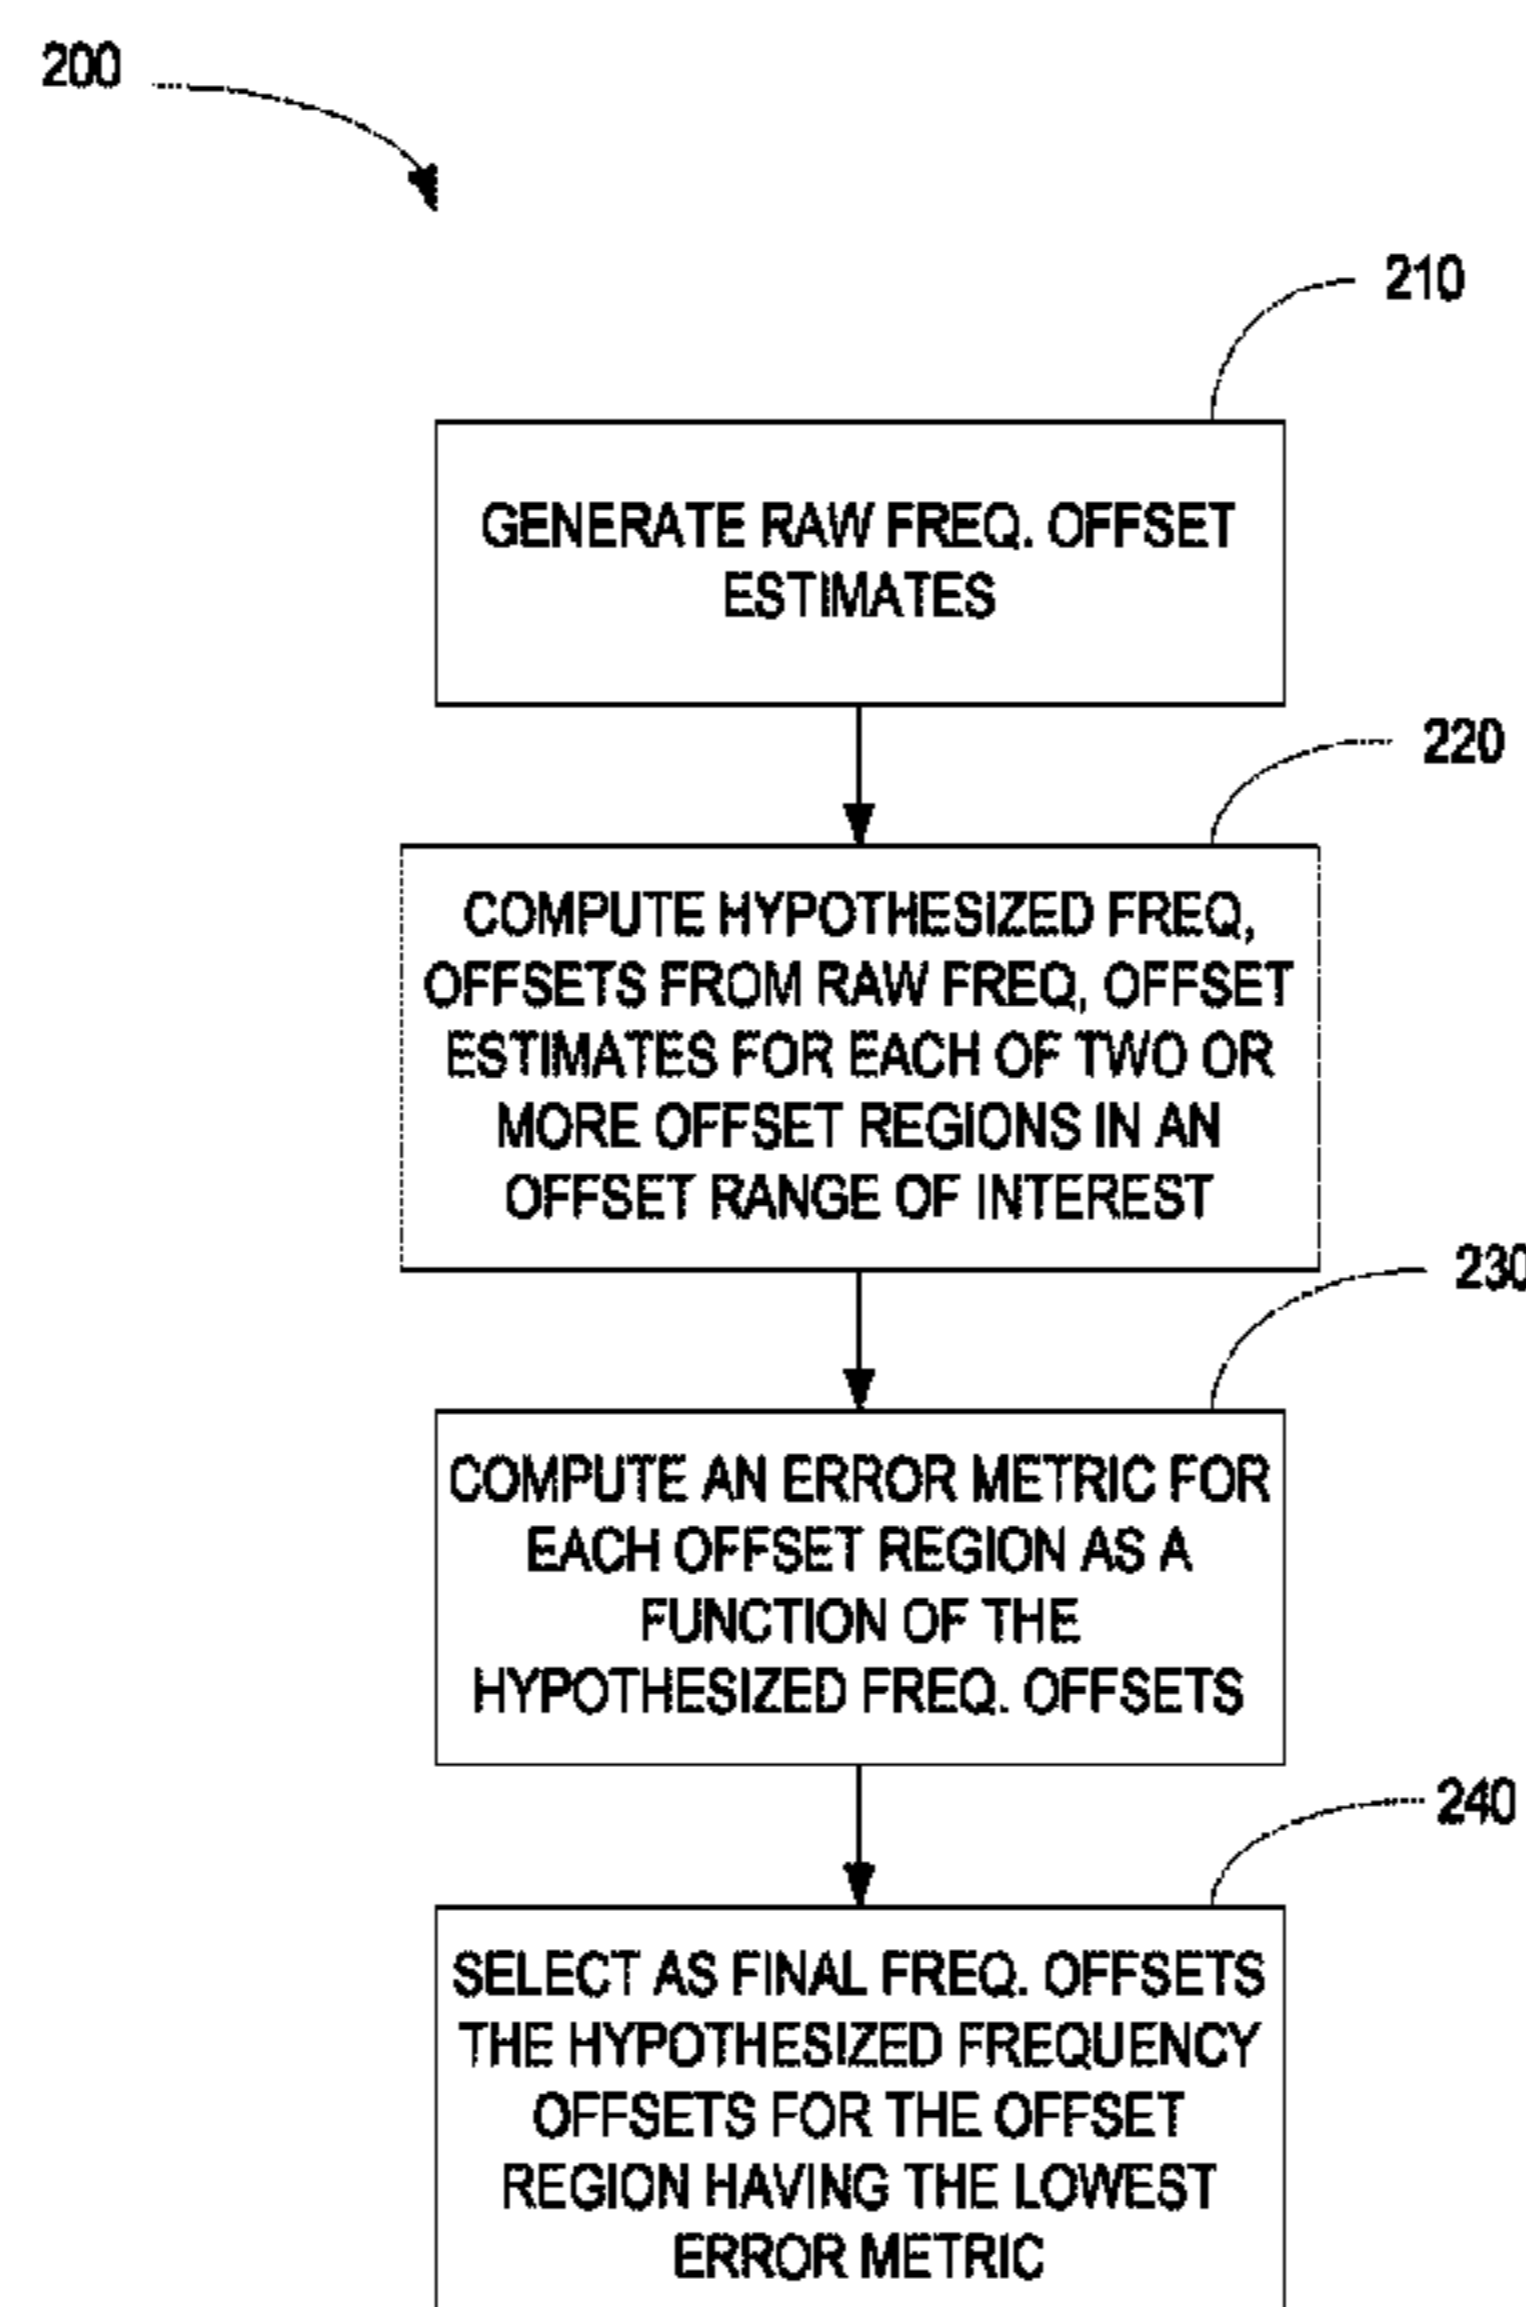 200
210
GENERATE RAW FREQ. OFFSET
ESTIMATES
220
COMPUTE HYPOTHESIZED FREQ,
OFFSETS FROM RAW FREQ, OFFSET
ESTIMATES FOR EACH OF TWO OR
MORE OFFSET REGIONS IN AN
OFFSET RANGE OF INTEREST
230
COMPUTE AN ERROR METRIC FOR
EACH OFFSET REGION AS A
FUNCTION OF THE
HYPOTHESIZED FREQ. OFFSETS
240
SELECT AS FINAL FREQ. OFFSETS
THE HYPOTHESIZED FREQUENCY
OFFSETS FOR THE OFFSET
REGION HAVING THE LOWEST
ERROR METRIC